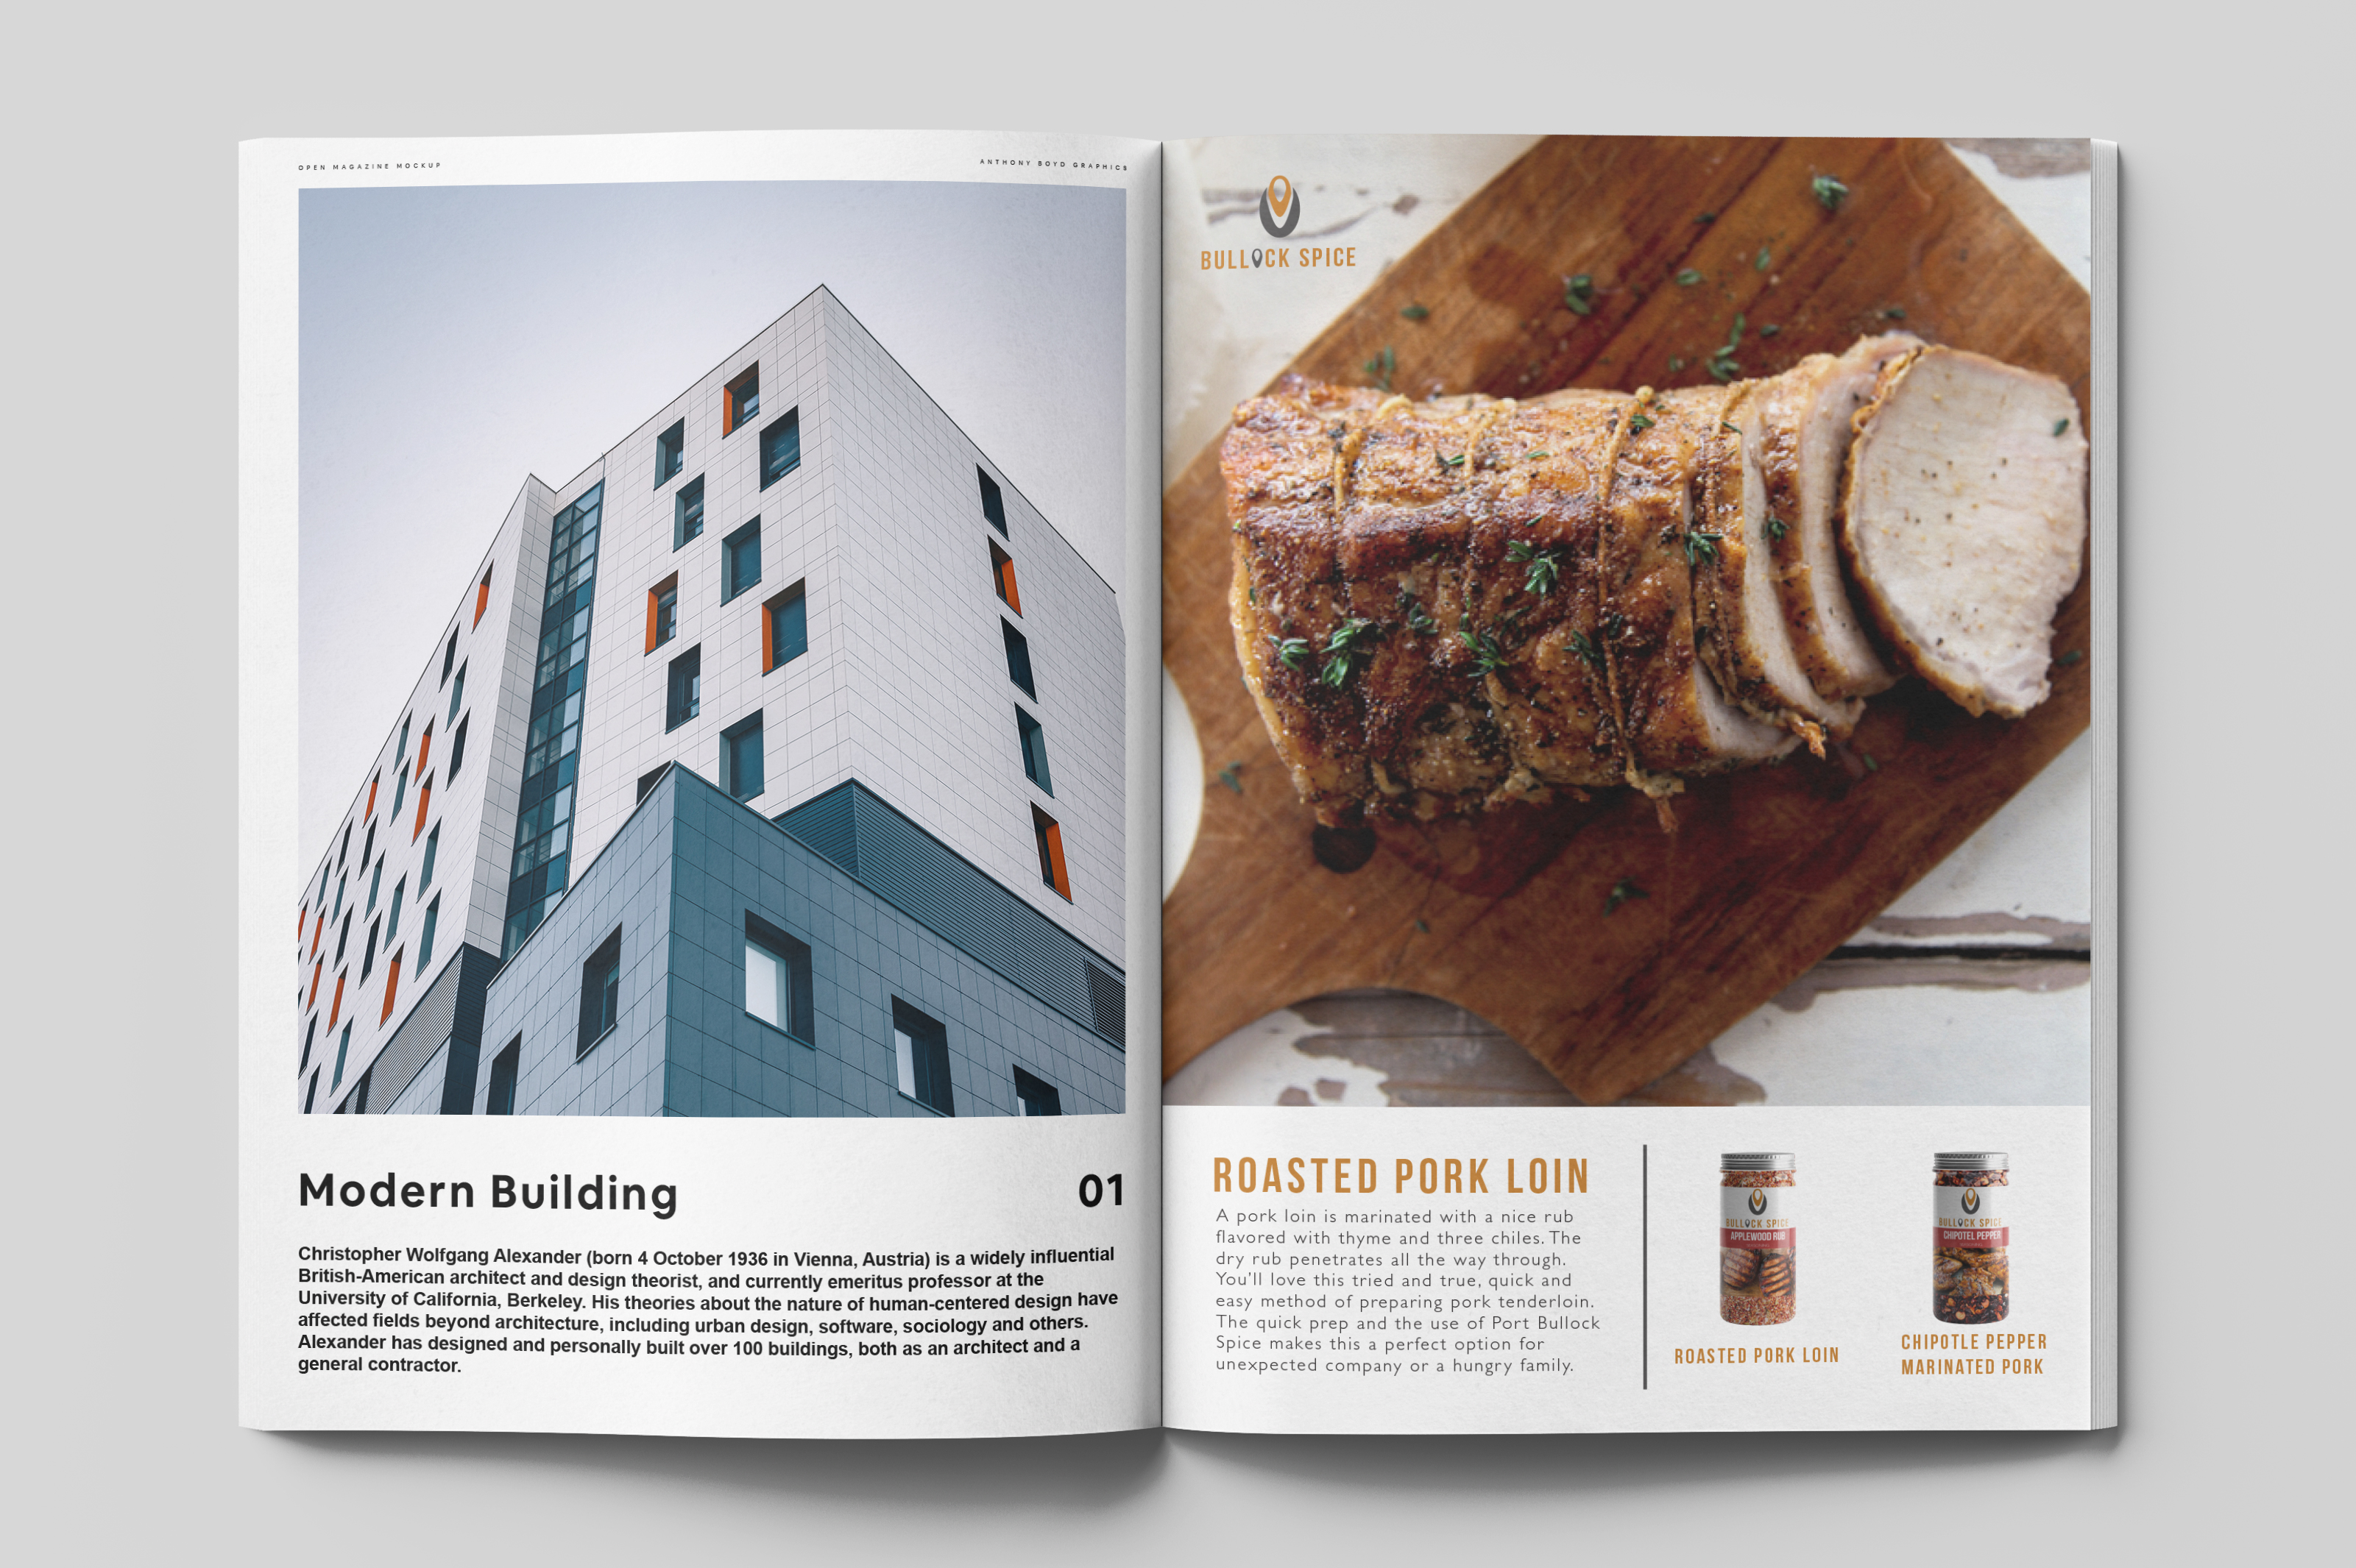 OPEN MAGAZINE MOCKUP
ANTHONY BOYD GRAPHICS
Modern Building
01
Christopher Wolfgang Alexander (born 4 October 1936 in Vienna, Austria) is a widely influential
British-American architect and design theorist, and currently emeritus professor at the
University of California, Berkeley. His theories about the nature of human-centered design have
affected fields beyond architecture, including urban design, software, sociology and others.
Alexander has designed and personally built over 100 buildings, both as an architect and a
general contractor.
BULLOCK SPICE
ROASTED PORK LOIN
A pork loin is marinated with a nice rub
flavored with thyme and three chiles. The
dry rub penetrates all the way through.
You'll love this tried and true, quick and
easy method of preparing pork tenderloin.
The quick prep and the use of Port Bullock
Spice makes this a perfect option for
unexpected company or a hungry family.
BULLOCK SPICE
APPLEWOOD RUB
ROASTED PORK LOIN
BULLOCK SPICE
CHIPOTEL PEPPER
CHIPOTLE PEPPER
MARINATED PORK